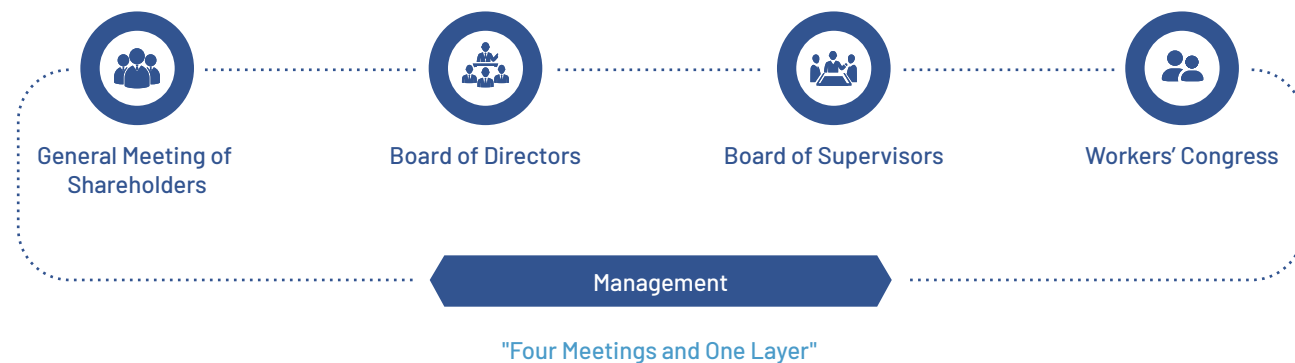 General Meeting of
Shareholders
Board of Directors
Board of Supervisors
Workers’ Congress
Management
"Four Meetings and One Layer"